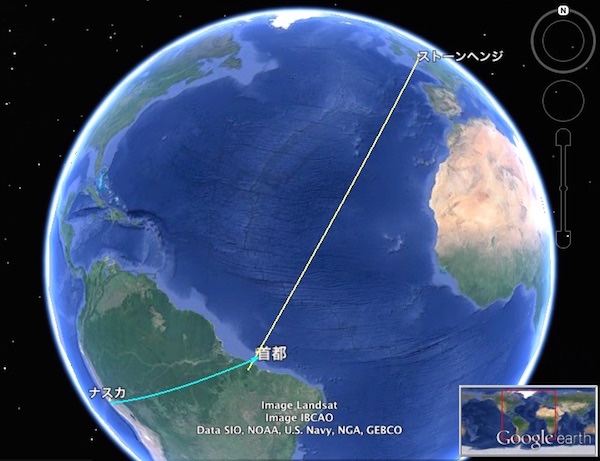 N
ストーンヘンジ
首都
ナスカ
Image Landsat
Image IBCAO
Data SIO, NOAA, U.S. Navy, NGA, GEBCO
Google earth